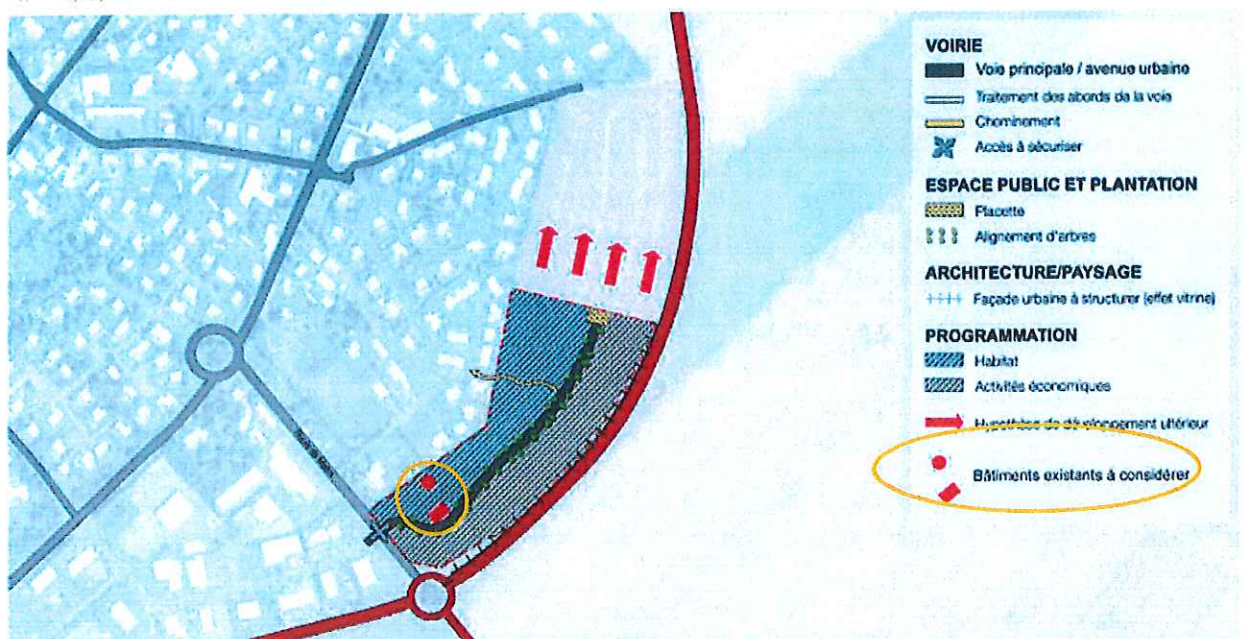 VOIRIE
Voie principale / avenue urbaine
Traitement des abords de la voie
Cheminement
Accès à sécuriser
ESPACE PUBLIC ET PLANTATION
Placette
Alignement d'arbres
ARCHITECTURE/PAYSAGE
Façade urbaine à structurer (effet vitrine)
PROGRAMMATION
Habitat
Activités économiques
Hypothèse de développement ultérieur
Bâtiments existants à considérer